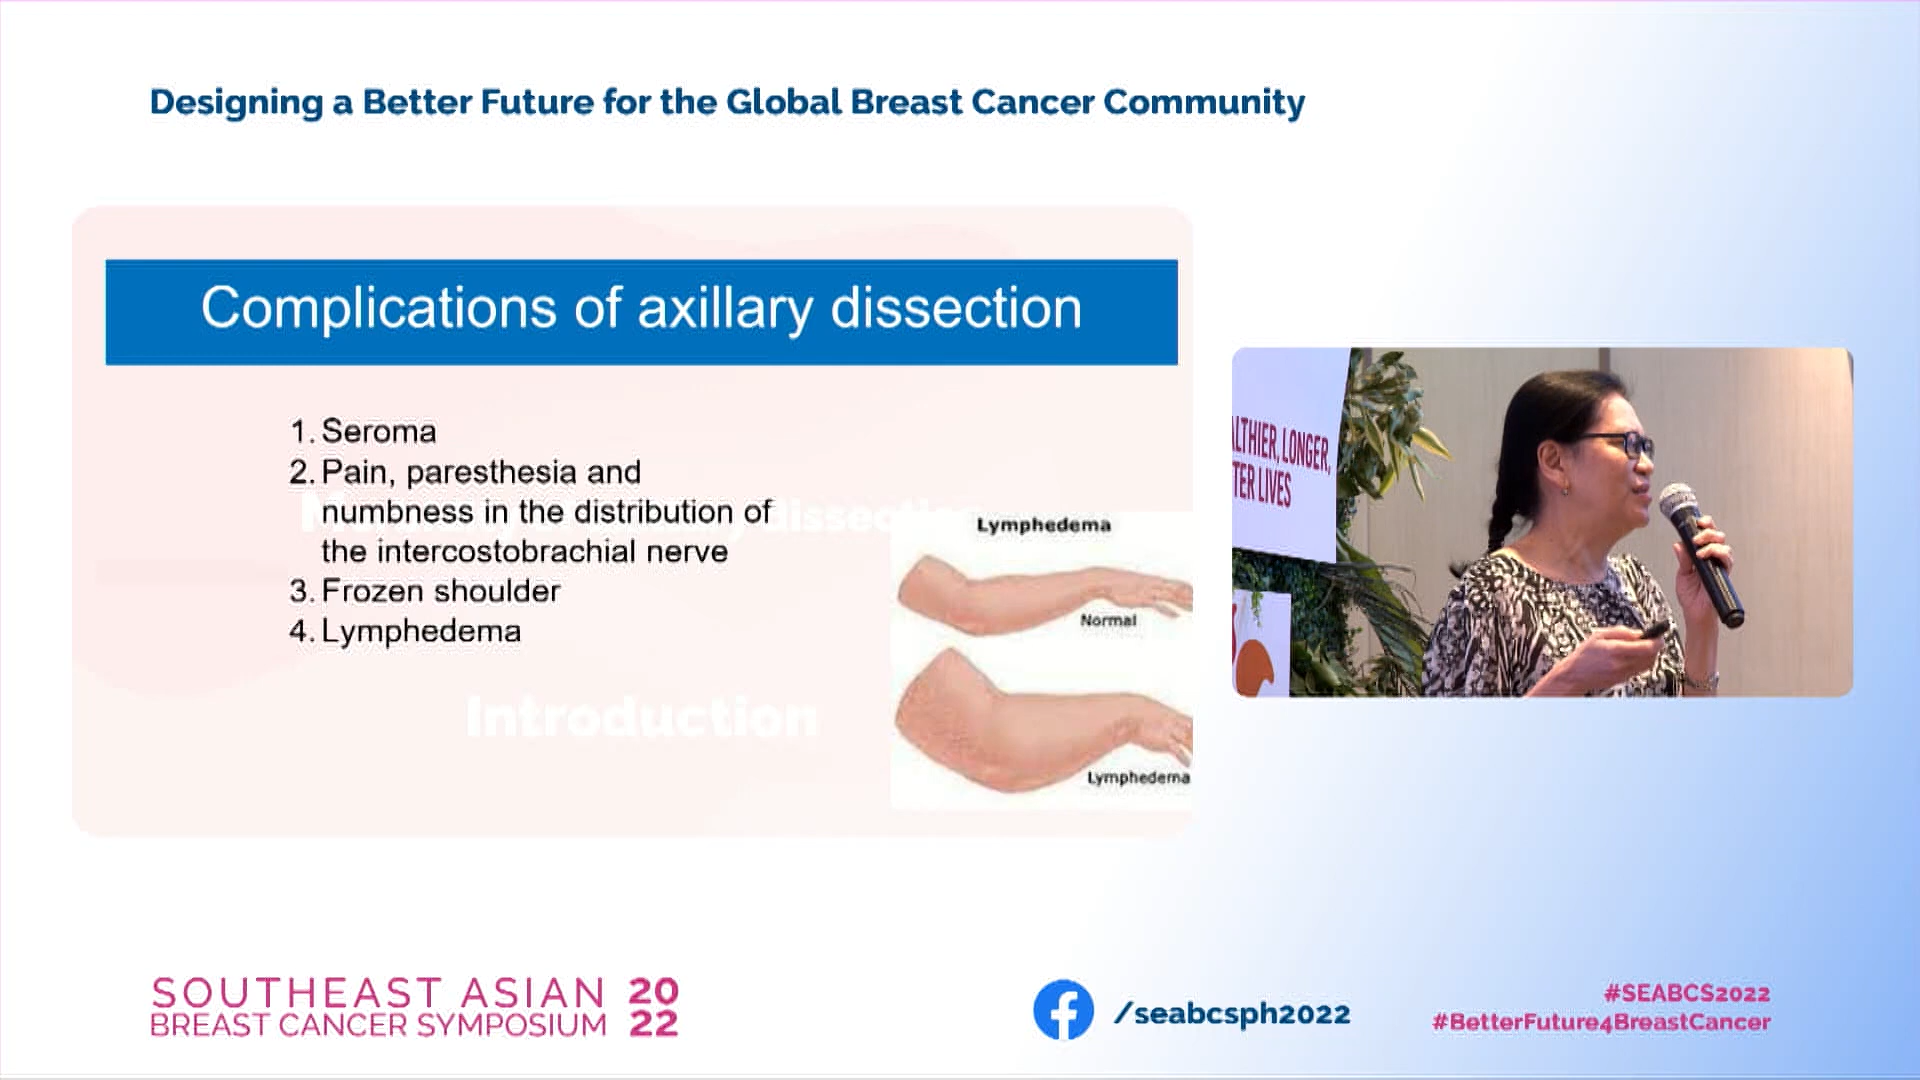 Designing a Better Future for the Global Breast Cancer Community
Complications of axillary dissection
1. Seroma
2. Pain, paresthesia and
numbness in the distribution of
the intercostobrachial nerve
3. Frozen shoulder
4. Lymphedema
dissec
Introduction
Lymphedema
Normal
Lymphedema
LTHIER, LONGER,
TER LIVES
SOUTHEAST ASIAN 20
BREAST CANCER SYMPOSIUM 22
/seabcsph2022
#SEABCS2022
#BetterFuture4BreastCancer